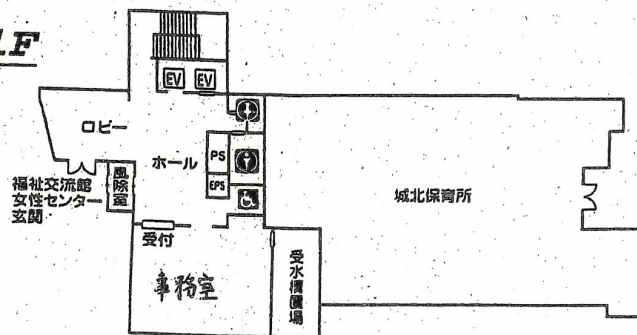 1F
EV EV
ロビー
ホール
PS
EPS
風除室
福祉交流館
女性センター
玄関
城北保育所
受付
事務室
受水槽置場